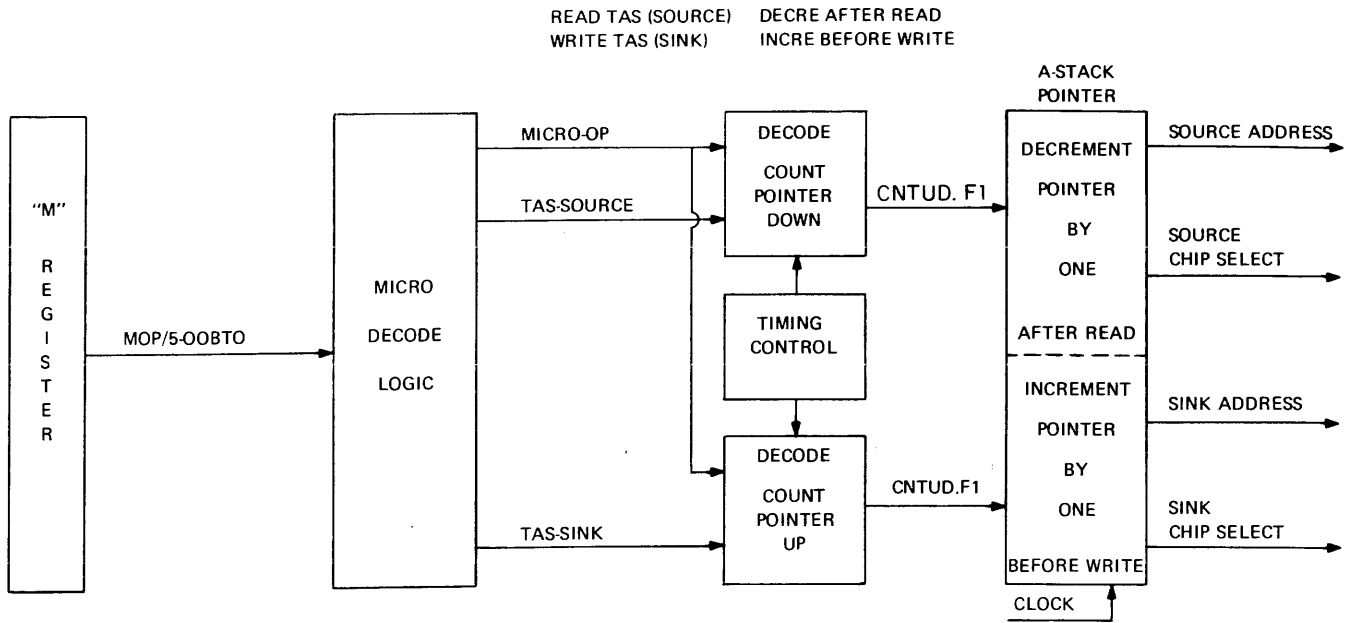 READ TAS (SOURCE) DECRE AFTER READ
WRITE TAS (SINK) INCRE BEFORE WRITE
"M"
REGISTER
MOP/5-OOBTO
MICRO
DECODE
LOGIC
MICRO-OP
TAS-SOURCE
TAS-SINK
DECODE
COUNT
POINTER
DOWN
TIMING
CONTROL
DECODE
COUNT
POINTER
UP
CNTUD. F1
CNTUD.F1
A-STACK
POINTER
DECREMENT
POINTER
BY
ONE
AFTER READ
INCREMENT
POINTER
BY
ONE
BEFORE WRITE
CLOCK
SOURCE ADDRESS
SOURCE
CHIP SELECT
SINK ADDRESS
SINK
CHIP SELECT